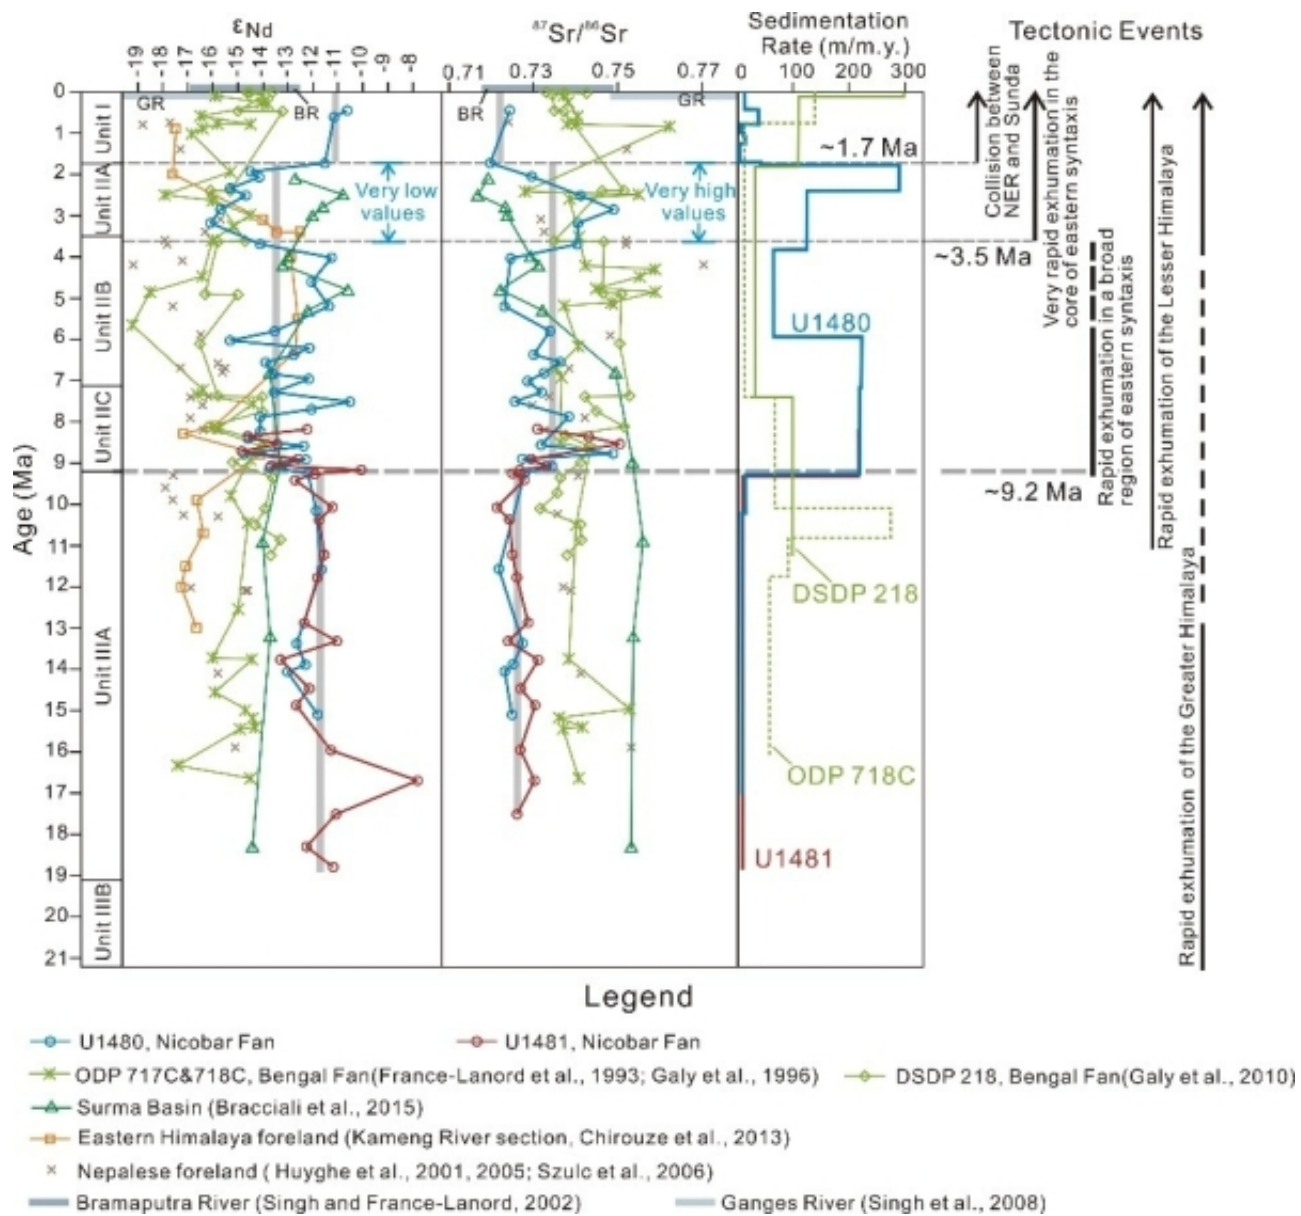 εNd
⁸⁷Sr/⁸⁶Sr
Sedimentation
Rate (m/m.y.)
Tectonic Events
-19 -18 -17 -16 -15 -14 -13 -12 -11 -10 -9 -8
0.71 0.73 0.75 0.77
0 100 200 300
GR
BR
BR
GR
Age (Ma)
0
1
2
3
4
5
6
7
8
9
10
11
12
13
14
15
16
17
18
19
20
21
Unit I
Unit IIA
Unit IIB
Unit IIC
Unit IIIA
Unit IIIB
Very low
values
Very high
values
~1.7 Ma
~3.5 Ma
~9.2 Ma
U1480
DSDP 218
ODP 718C
U1481
Collision between
NER and Sunda
Very rapid exhumation in the
core of eastern syntaxis
Rapid exhumation in a broad
region of eastern syntaxis
Rapid exhumation of the Lesser Himalaya
Rapid exhumation of the Greater Himalaya
Legend
U1480, Nicobar Fan
U1481, Nicobar Fan
ODP 717C&718C, Bengal Fan(France-Lanord et al., 1993; Galy et al., 1996)
DSDP 218, Bengal Fan(Galy et al., 2010)
Surma Basin (Bracciali et al., 2015)
Eastern Himalaya foreland (Kameng River section, Chirouze et al., 2013)
Nepalese foreland ( Huyghe et al., 2001, 2005; Szulc et al., 2006)
Bramaputra River (Singh and France-Lanord, 2002)
Ganges River (Singh et al., 2008)